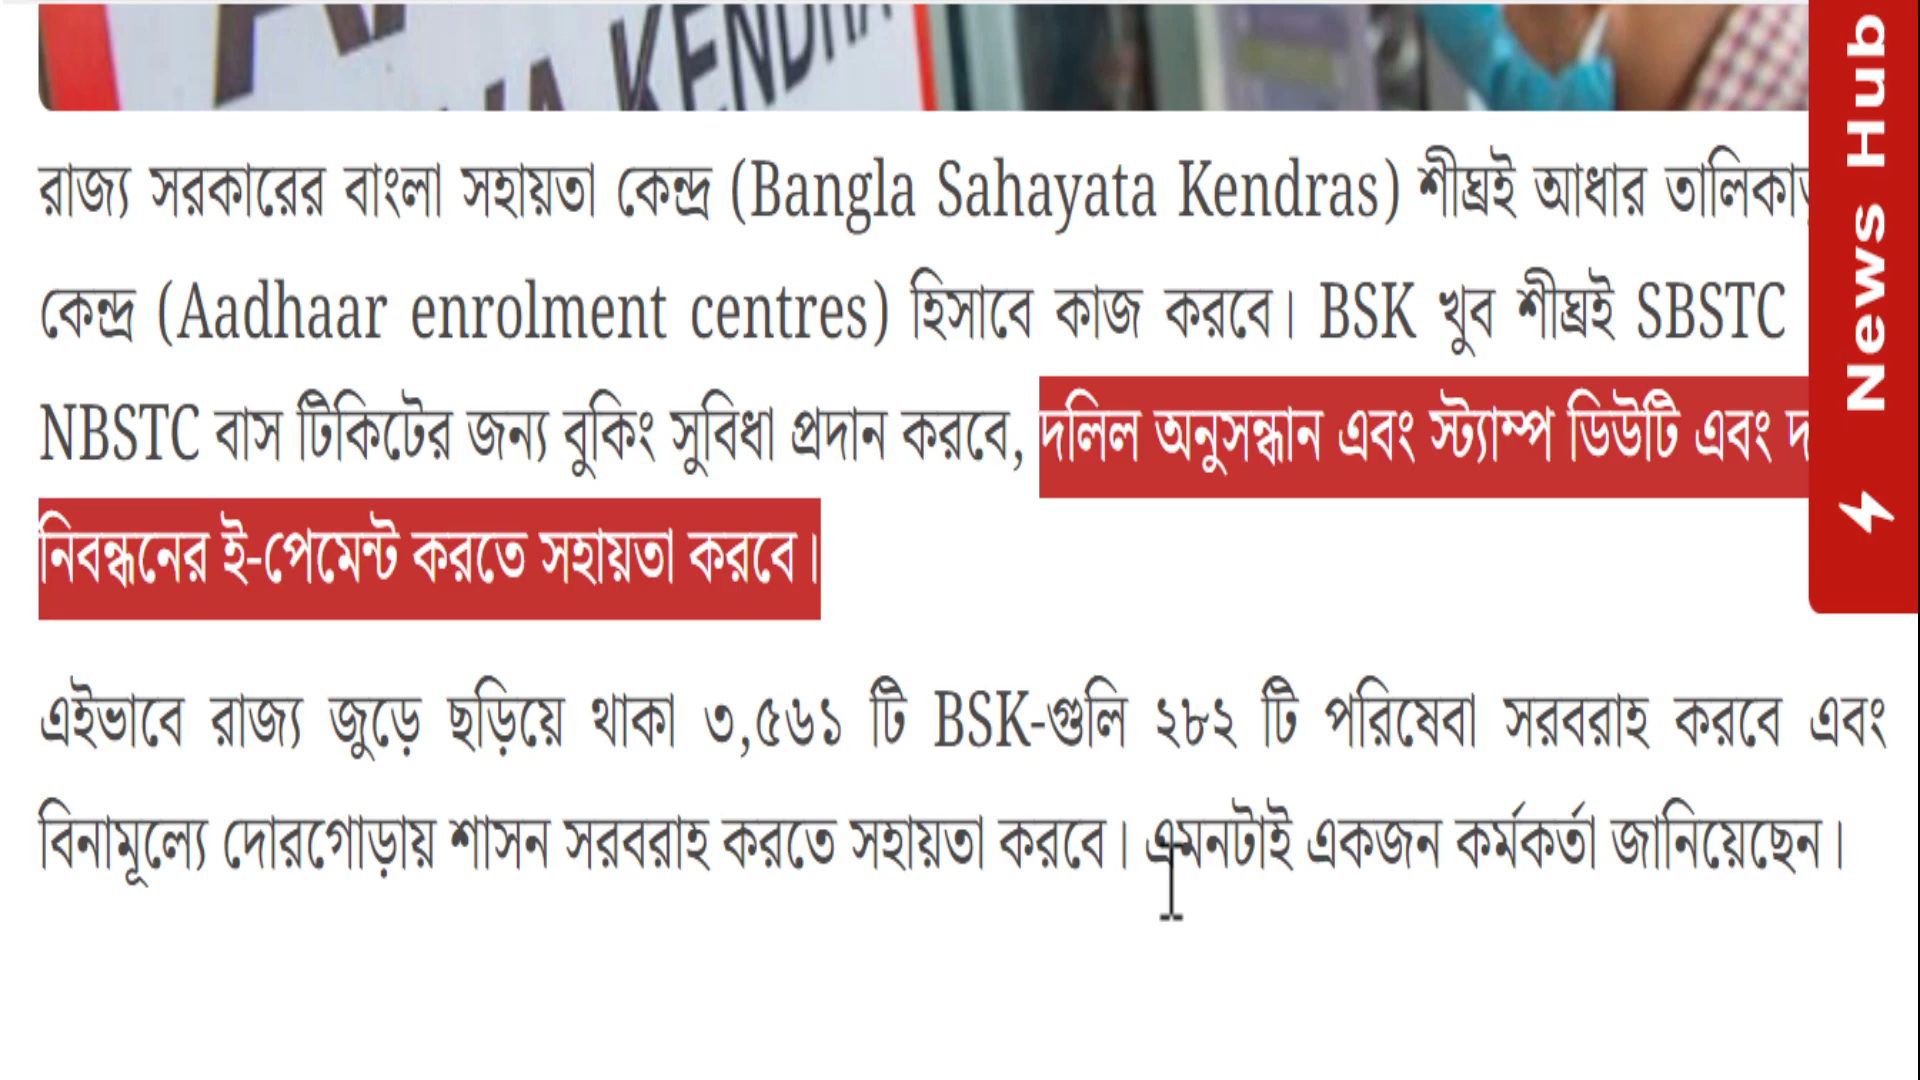 KENDRA
রাজ্য সরকারের বাংলা সহায়তা কেন্দ্র (Bangla Sahayata Kendras) শীঘ্রই আধার
কেন্দ্র (Aadhaar enrolment centres) হিসাবে কাজ করবে। BSK খুব শীঘ্রই SBSTC
NBSTC বাস টিকিটের জন্য বুকিং সুবিধা প্রদান করবে, দলিল অনুসন্ধান এবং স্ট্যাম্প ডিউটি এবং
নিবন্ধনের ই-পেমেন্ট করতে সহায়তা করবে।
এইভাবে রাজ্য জুড়ে ছড়িয়ে থাকা ৩,৫৬১ টি BSK-গুলি ২৮২ টি পরিষেবা সরবরাহ করবে এবং
বিনামূল্যে দোরগোড়ায় শাসন সরবরাহ করতে সহায়তা করবে। এমনটাই একজন কর্মকর্তা জানিয়েছেন।
News Hub